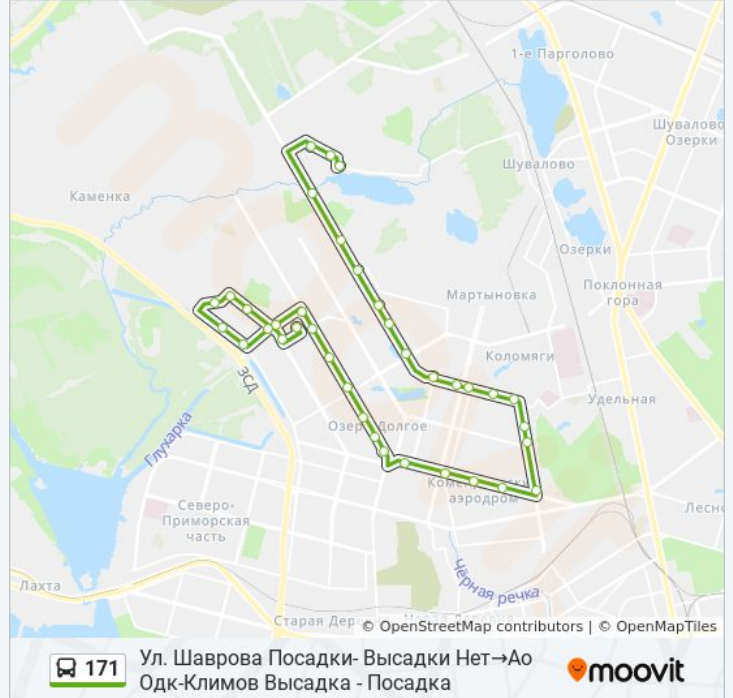 1-е Парголово
Шувалово
Озерки
Шувалово
Каменка
Озерки
Поклонная
гора
Мартыновка
Коломяги
ЗСД
Удельная
Глухарка
Озеро Долгое
аэродром
Северо-
Приморская
часть
Лесн
Чёрная речка
Лахта
Старая Дер
© OpenStreetMap contributors | © OpenMapTiles
171
Ул. Шаврова Посадки- Высадки Нет→Ао
Одк-Климов Высадка - Посадка
moovit